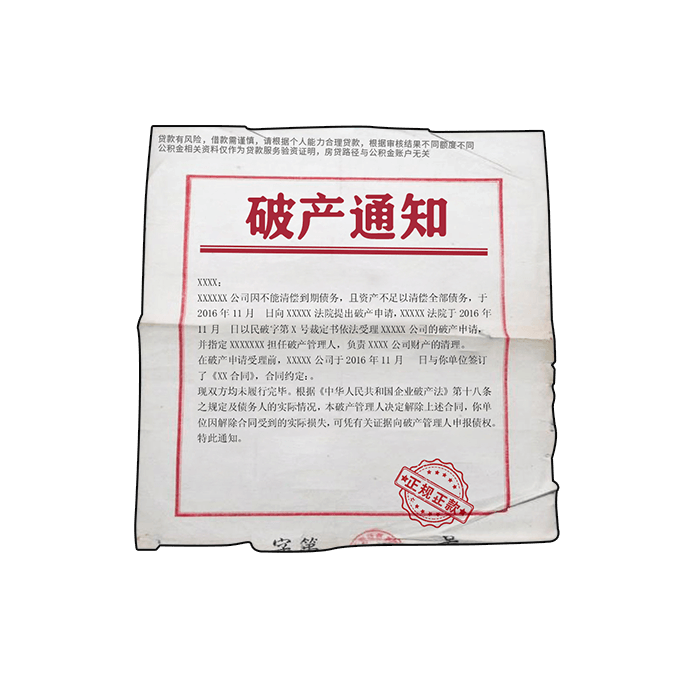 贷款有风险，借款需谨慎，请根据个人能力合理贷款，根据审核结果不同额度不同
公积金相关资料仅作为贷款服务验资证明，房贷路径与公积金账户无关
破产通知
XXXX：
XXXXXX 公司因不能清偿到期债务，且资产不足以清偿全部债务，于
2016 年 11 月 日向 XXXXX 法院提出破产申请，XXXXX 法院于 2016 年
11 月 日以民破字第 X 号裁定书依法受理 XXXXX 公司的破产申请，
并指定 XXXXXXX 担任破产管理人，负责 XXXX 公司财产的清理。
在破产申请受理前，XXXXX 公司于 2016 年 11 月 日与你单位签订
了《XX 合同》，合同约定：。
现双方均未履行完毕。根据《中华人民共和国企业破产法》第十八条
之规定及债务人的实际情况，本破产管理人决定解除上述合同，你单
位因解除合同受到的实际损失，可凭有关证据向破产管理人申报债权。
特此通知。
正规正款
字第